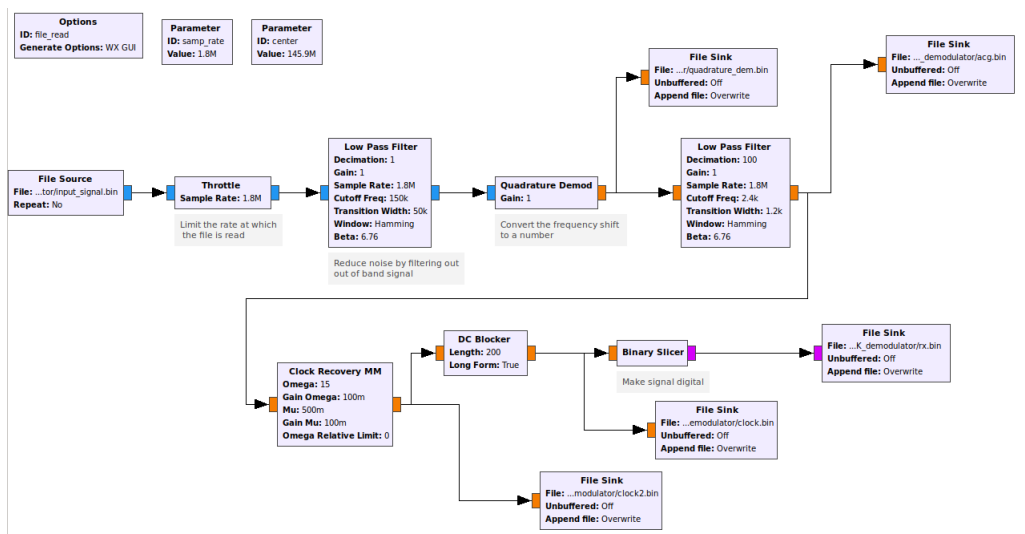 Options
ID: file_read
Generate Options: WX GUI
Parameter
ID: samp_rate
Value: 1.8M
Parameter
ID: center
Value: 145.9M
File Sink
File: ...r/quadrature_dem.bin
Unbuffered: Off
Append file: Overwrite
File Sink
File: ..._demodulator/acg.bin
Unbuffered: Off
Append file: Overwrite
File Source
File: ...tor/input_signal.bin
Repeat: No
Throttle
Sample Rate: 1.8M
Limit the rate at which
the file is read
Low Pass Filter
Decimation: 1
Gain: 1
Sample Rate: 1.8M
Cutoff Freq: 150k
Transition Width: 50k
Window: Hamming
Beta: 6.76
Reduce noise by filtering out
out of band signal
Quadrature Demod
Gain: 1
Convert the frequency shift
to a number
Low Pass Filter
Decimation: 100
Gain: 1
Sample Rate: 1.8M
Cutoff Freq: 2.4k
Transition Width: 1.2k
Window: Hamming
Beta: 6.76
Clock Recovery MM
Omega: 15
Gain Omega: 100m
Mu: 500m
Gain Mu: 100m
Omega Relative Limit: 0
DC Blocker
Length: 200
Long Form: True
Binary Slicer
Make signal digital
File Sink
File: ...K_demodulator/rx.bin
Unbuffered: Off
Append file: Overwrite
File Sink
File: ...emodulator/clock.bin
Unbuffered: Off
Append file: Overwrite
File Sink
File: ...modulator/clock2.bin
Unbuffered: Off
Append file: Overwrite